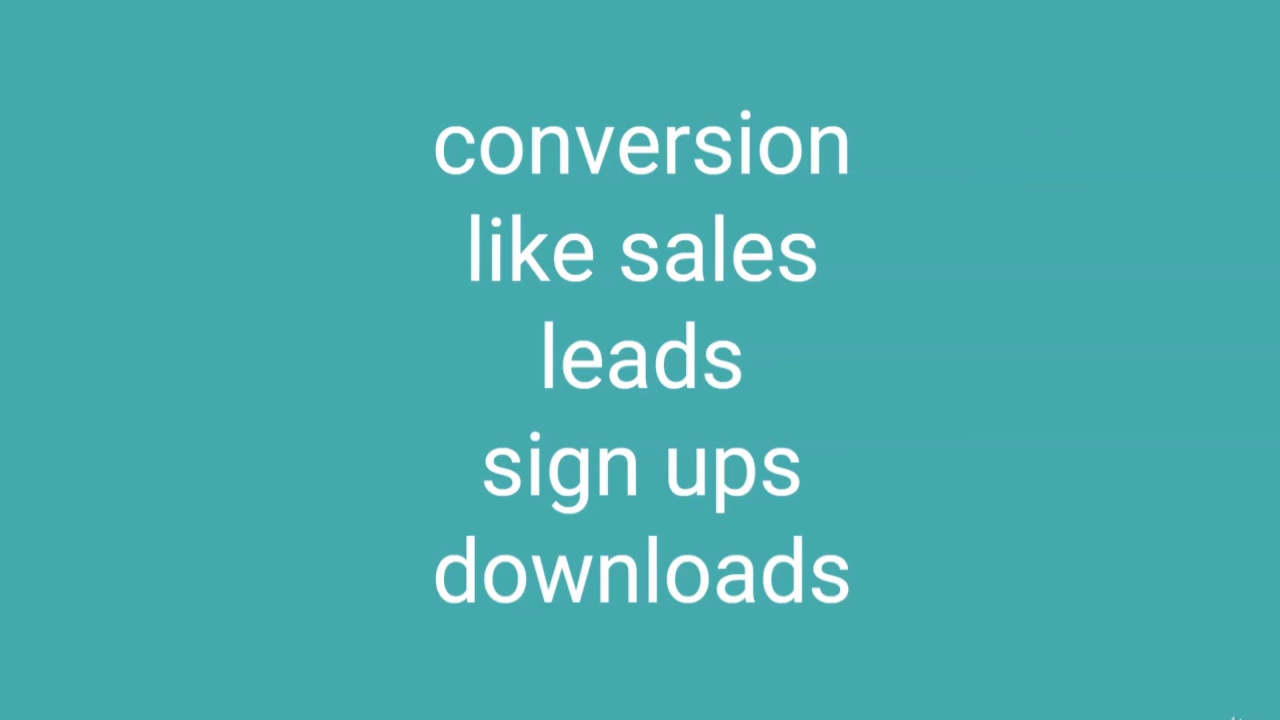 conversion
like sales
leads
sign ups
downloads